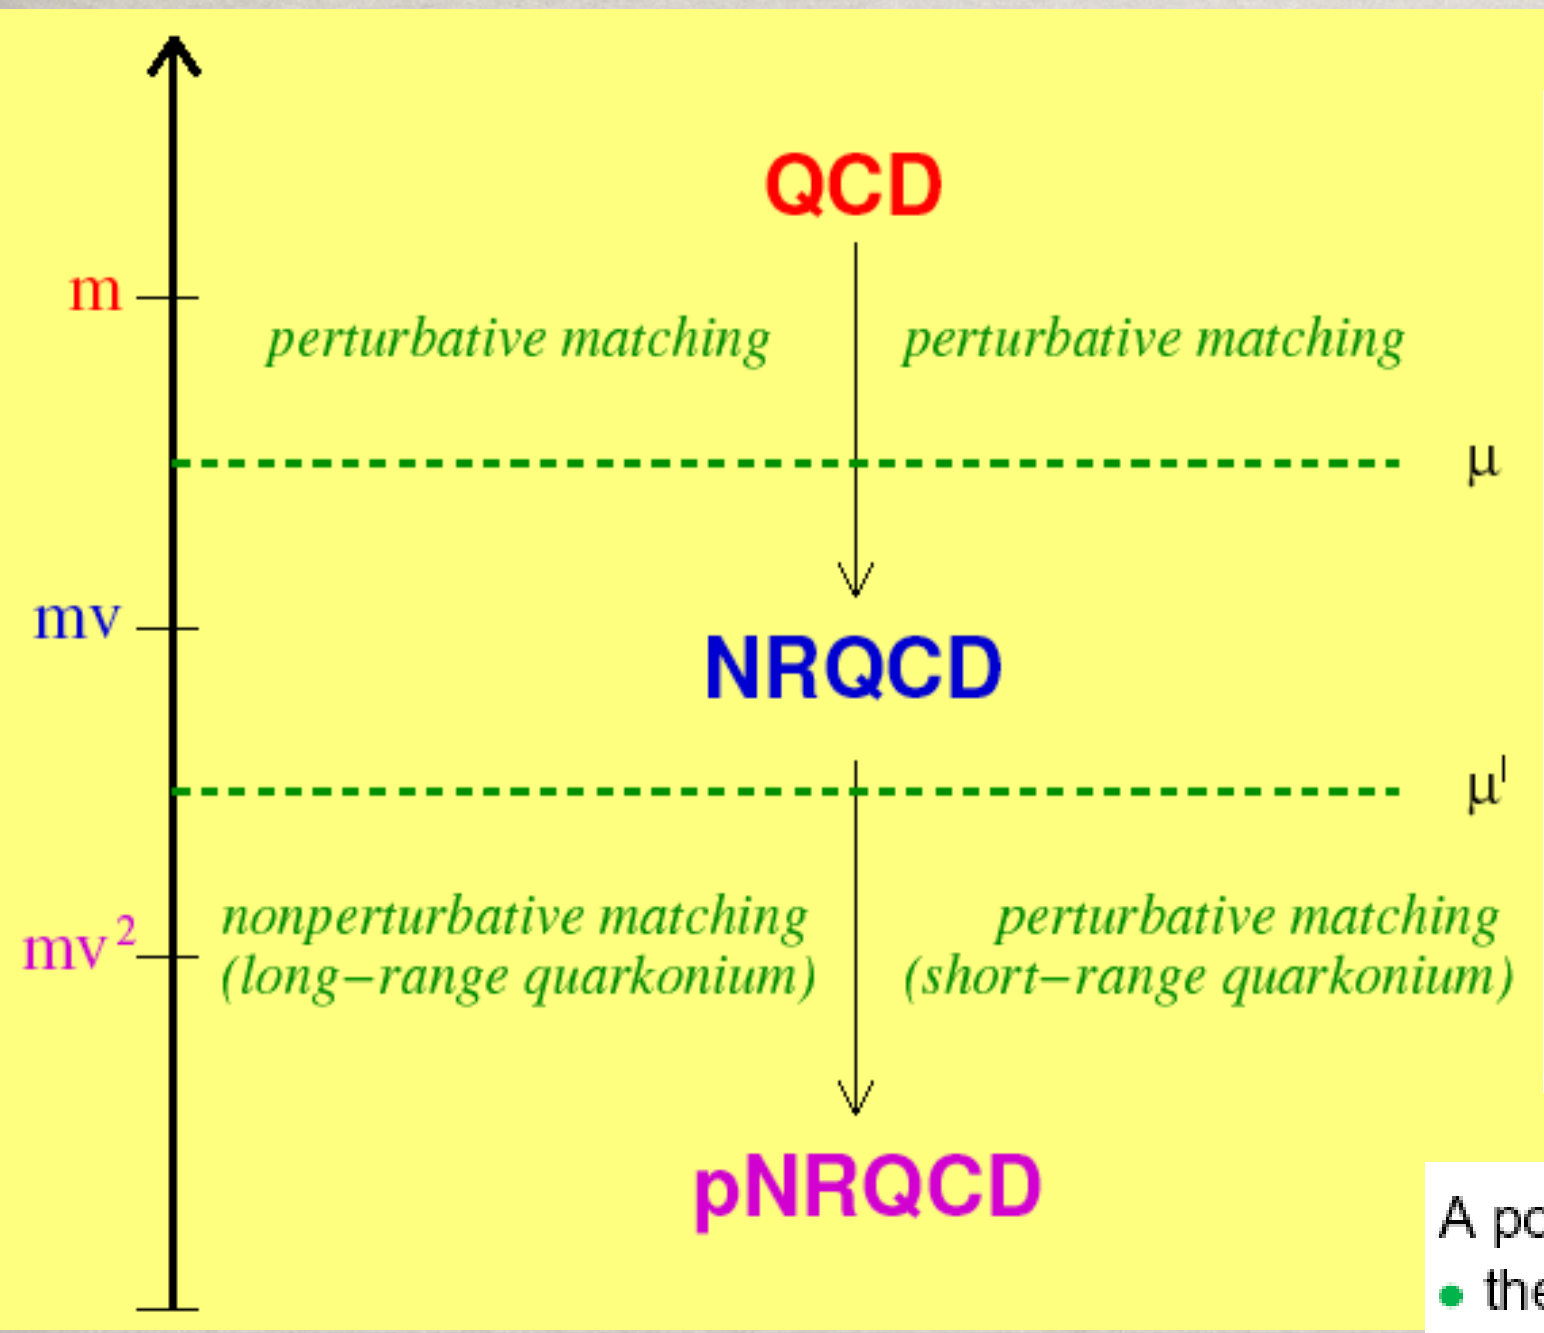 QCD
m
perturbative matching
perturbative matching
μ
mv
NRQCD
μ'
mv²
nonperturbative matching
(long–range quarkonium)
perturbative matching
(short–range quarkonium)
pNRQCD
A